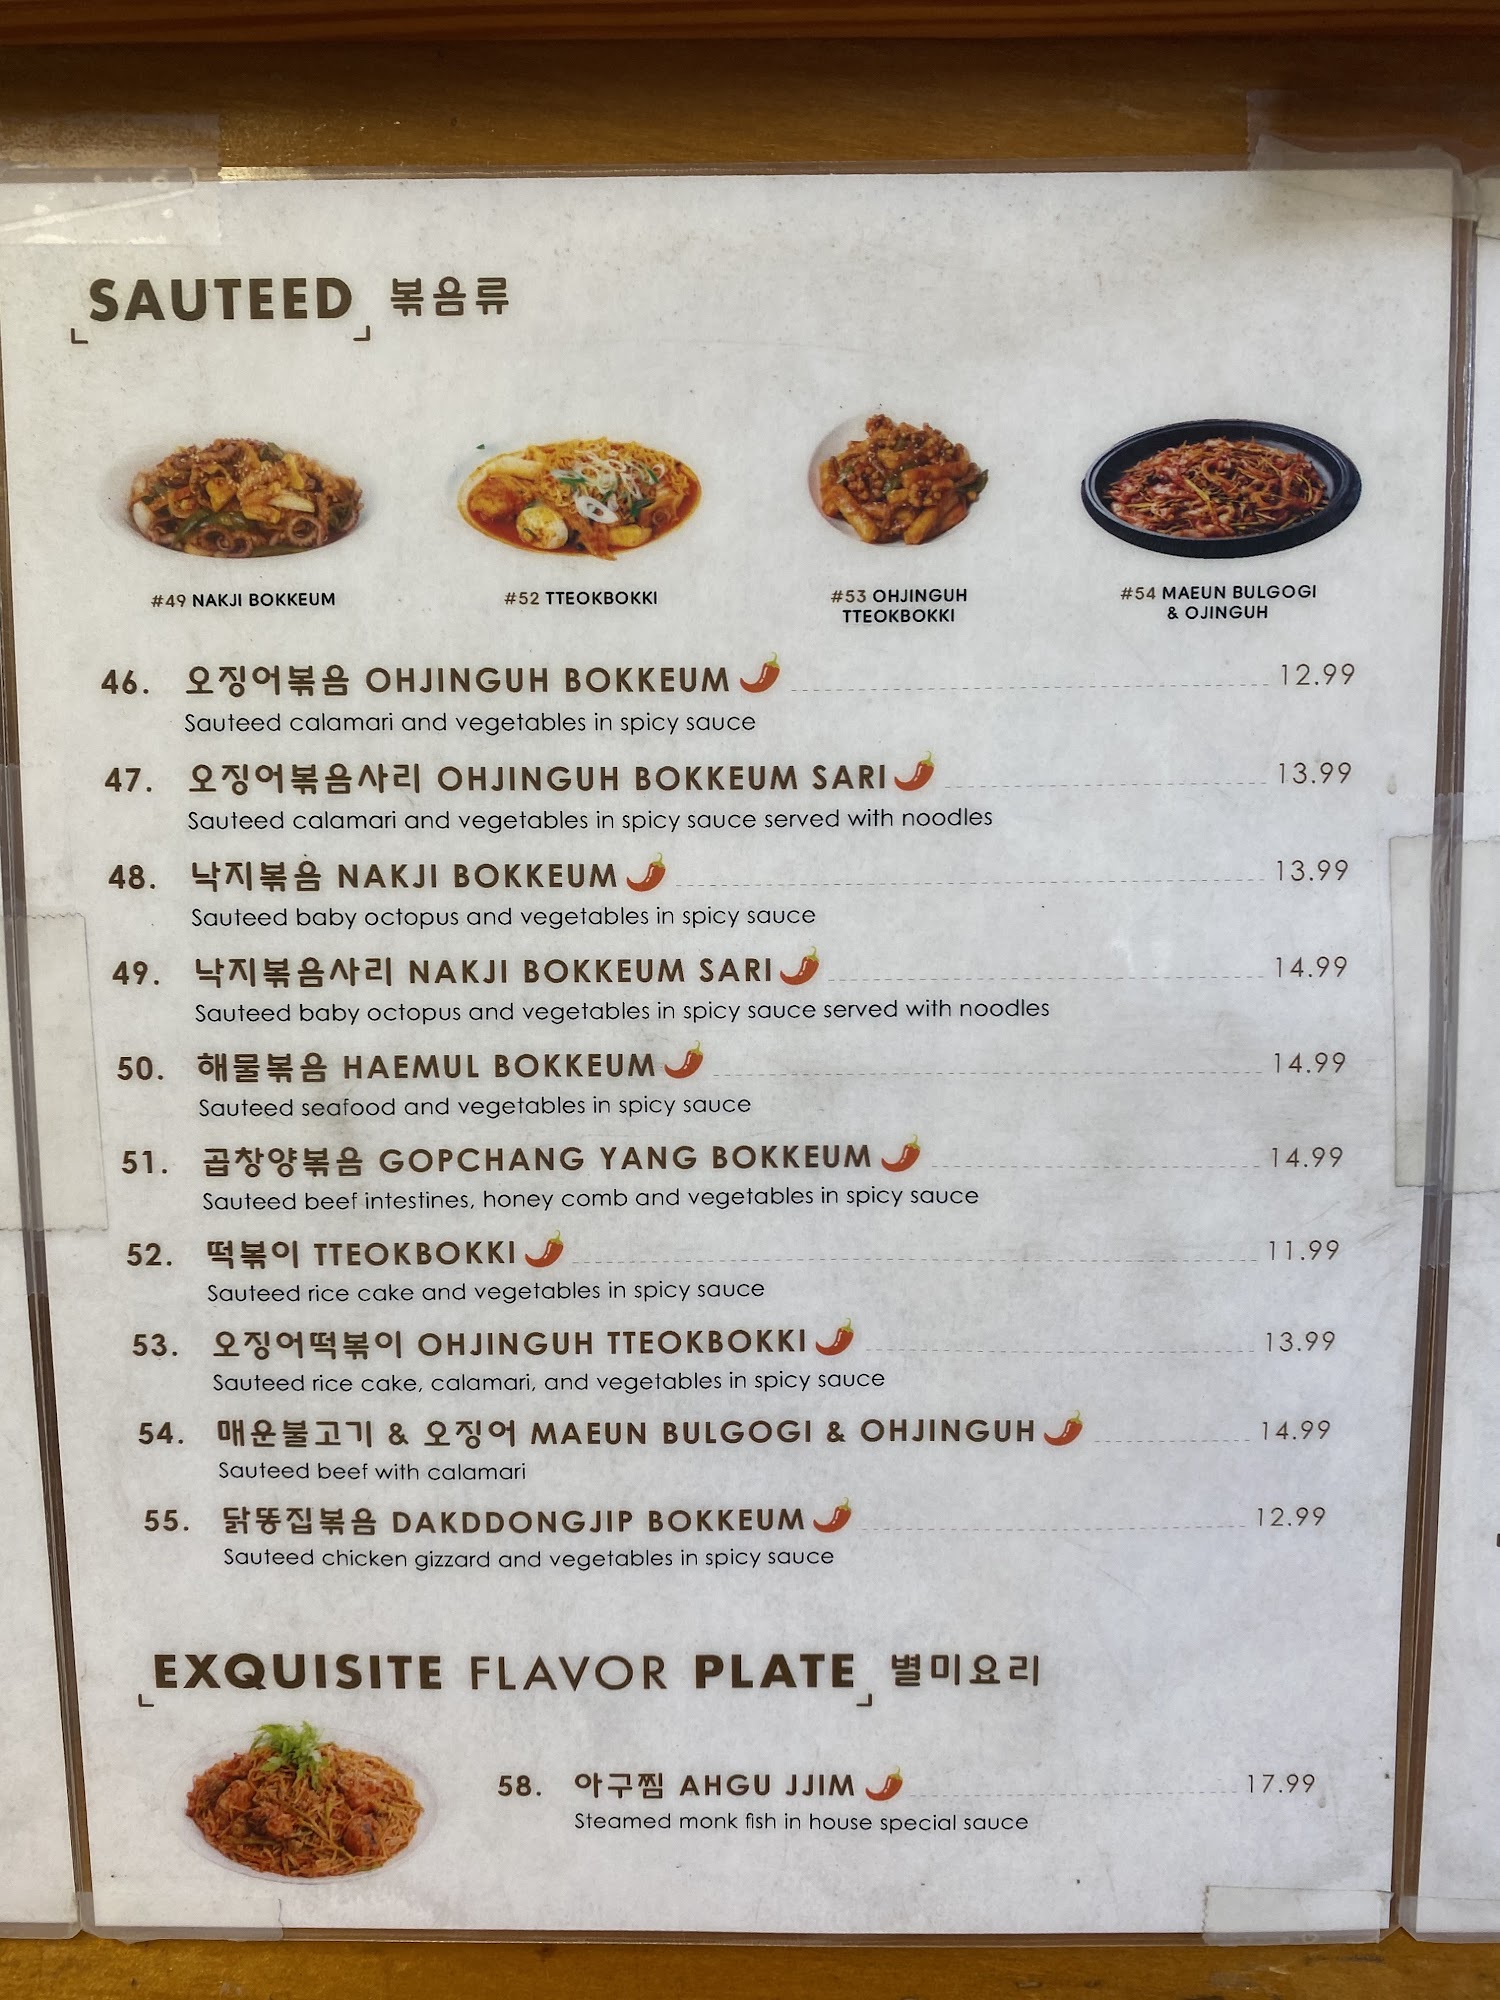 SAUTEED 볶음류
#49 NAKJI BOKKEUM
#52 TTEOKBOKKI
#53 OHJINGUH
TTEOKBOKKI
#54 MAEUN BULGOGI
& OJINGUH
46. 오징어볶음 OHJINGUH BOKKEUM 12.99
Sauteed calamari and vegetables in spicy sauce
47. 오징어볶음사리 OHJINGUH BOKKEUM SARI 13.99
Sauteed calamari and vegetables in spicy sauce served with noodles
48. 낙지볶음 NAKJI BOKKEUM 13.99
Sauteed baby octopus and vegetables in spicy sauce
49. 낙지볶음사리 NAKJI BOKKEUM SARI 14.99
Sauteed baby octopus and vegetables in spicy sauce served with noodles
50. 해물볶음 HAEMUL BOKKEUM 14.99
Sauteed seafood and vegetables in spicy sauce
51. 곱창양볶음 GOPCHANG YANG BOKKEUM 14.99
Sauteed beef intestines, honey comb and vegetables in spicy sauce
52. 떡볶이 TTEOKBOKKI 11.99
Sauteed rice cake and vegetables in spicy sauce
53. 오징어떡볶이 OHJINGUH TTEOKBOKKI 13.99
Sauteed rice cake, calamari, and vegetables in spicy sauce
54. 매운불고기 & 오징어 MAEUN BULGOGI & OHJINGUH 14.99
Sauteed beef with calamari
55. 닭똥집볶음 DAKDDONGJIP BOKKEUM 12.99
Sauteed chicken gizzard and vegetables in spicy sauce
EXQUISITE FLAVOR PLATE 별미요리
58. 아구찜 AHGU JJIM 17.99
Steamed monk fish in house special sauce